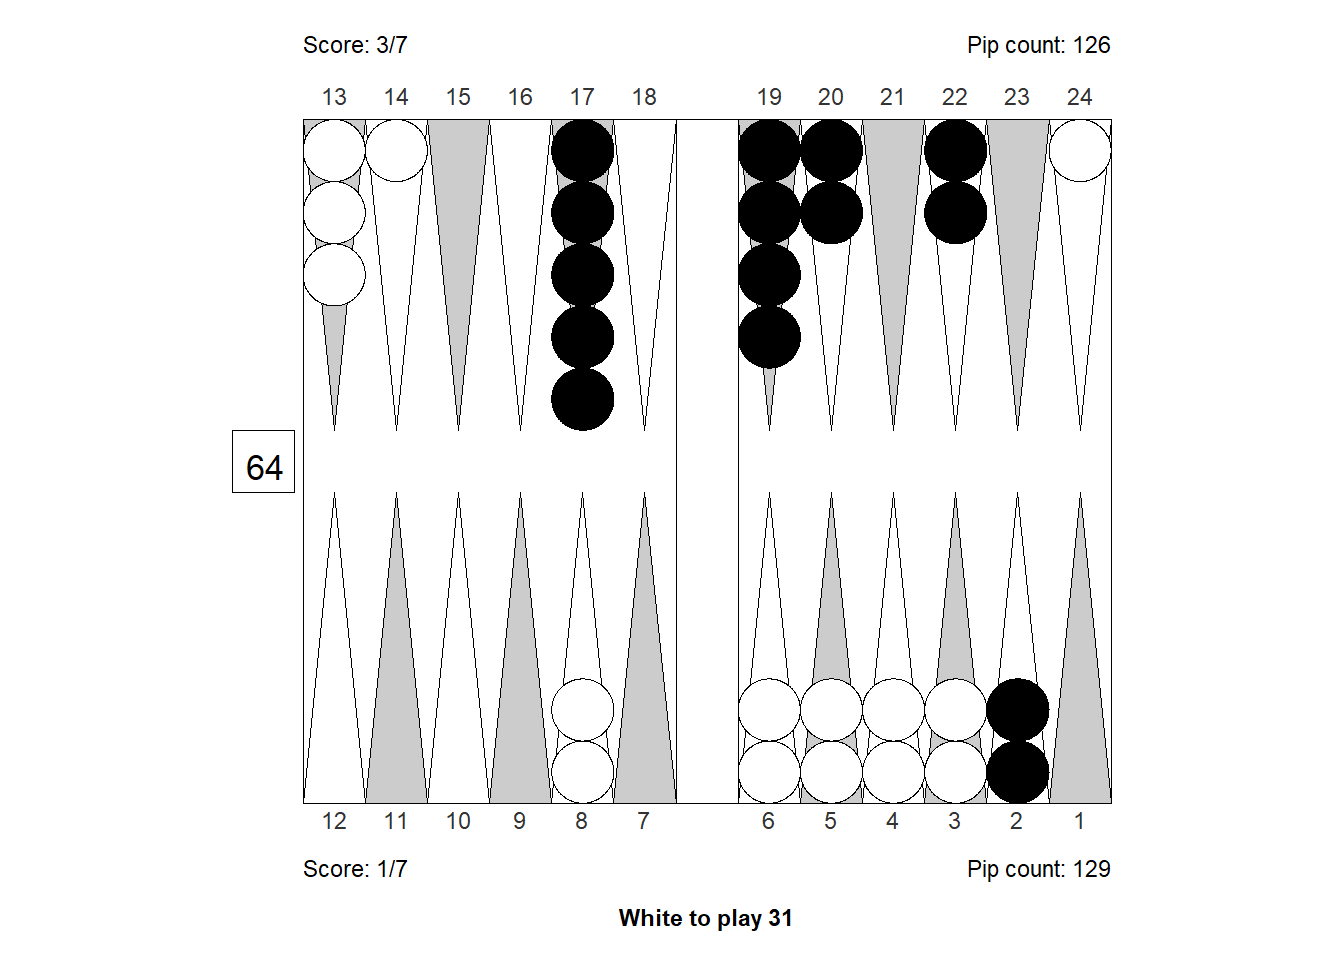 Score: 3/7 Pip count: 126
13 14 15 16 17 18 19 20 21 22 23 24
64
12 11 10 9 8 7 6 5 4 3 2 1
Score: 1/7 Pip count: 129
White to play 31